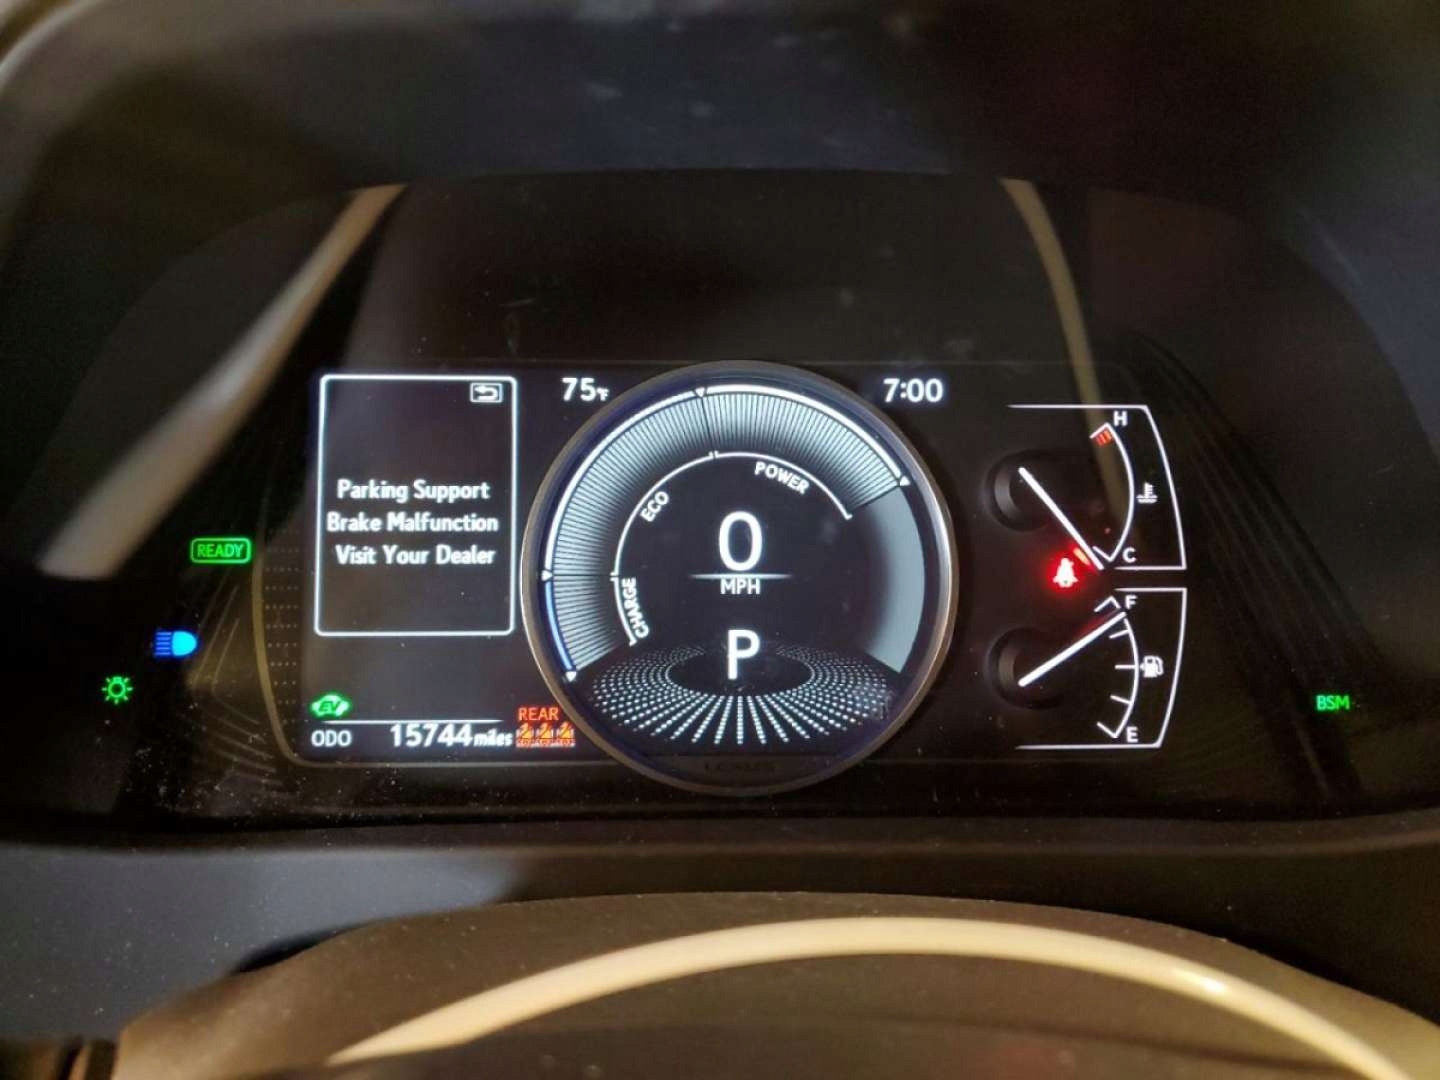 75°F
7:00
Parking Support
Brake Malfunction
Visit Your Dealer
READY
POWER
ECO
CHARGE
0
MPH
P
H
C
F
E
EV
ODO 15744 miles
REAR
BSM
LEXUS